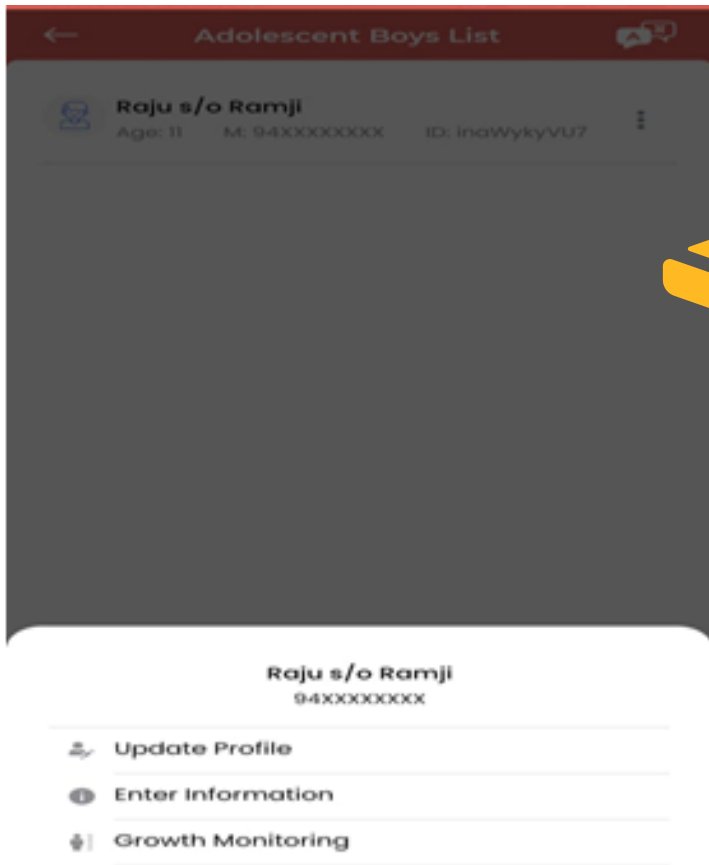 Adolescent Boys List
Raju s/o Ramji
Age: 11 M: 94XXXXXXXX ID: inaWykyVU7
Raju s/o Ramji
94XXXXXXXX
Update Profile
Enter Information
Growth Monitoring